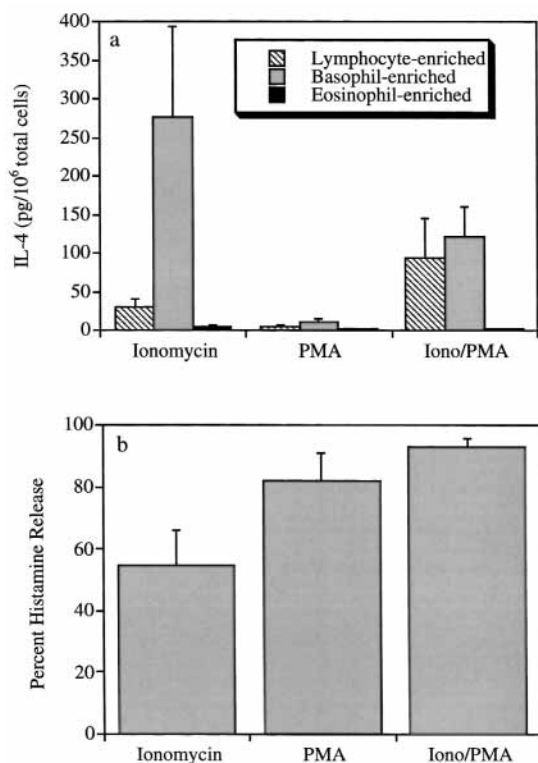 a
Lymphocyte-enriched
Basophil-enriched
Eosinophil-enriched
IL-4 (pg/10⁶ total cells)
400
350
300
250
200
150
100
50
0
Ionomycin PMA Iono/PMA
b
Percent Histamine Release
100
80
60
40
20
0
Ionomycin PMA Iono/PMA